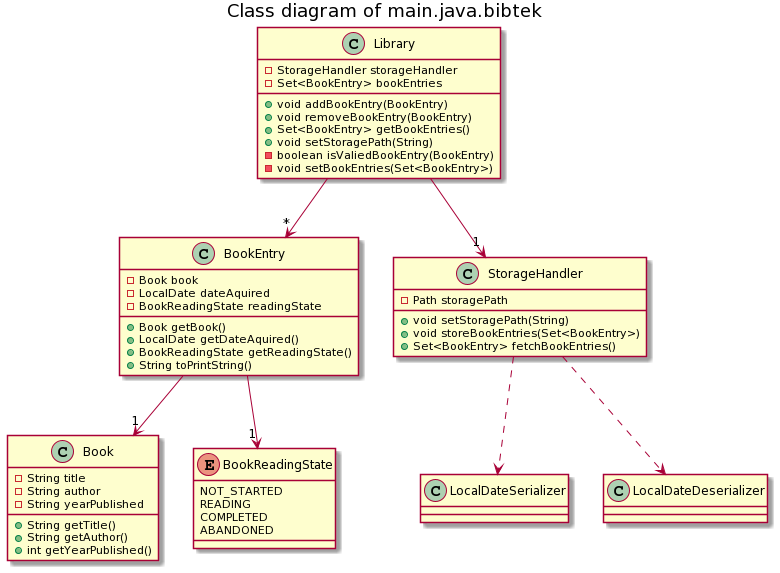 Class diagram of main.java.bibtek
C Library
StorageHandler storageHandler
Set<BookEntry> bookEntries
void addBookEntry(BookEntry)
void removeBookEntry(BookEntry)
Set<BookEntry> getBookEntries()
void setStoragePath(String)
boolean isValiedBookEntry(BookEntry)
void setBookEntries(Set<BookEntry>)
*
1
C BookEntry
Book book
LocalDate dateAquired
BookReadingState readingState
Book getBook()
LocalDate getDateAquired()
BookReadingState getReadingState()
String toPrintString()
C StorageHandler
Path storagePath
void setStoragePath(String)
void storeBookEntries(Set<BookEntry>)
Set<BookEntry> fetchBookEntries()
1
1
C Book
String title
String author
String yearPublished
String getTitle()
String getAuthor()
int getYearPublished()
E BookReadingState
NOT_STARTED
READING
COMPLETED
ABANDONED
C LocalDateSerializer
C LocalDateDeserializer